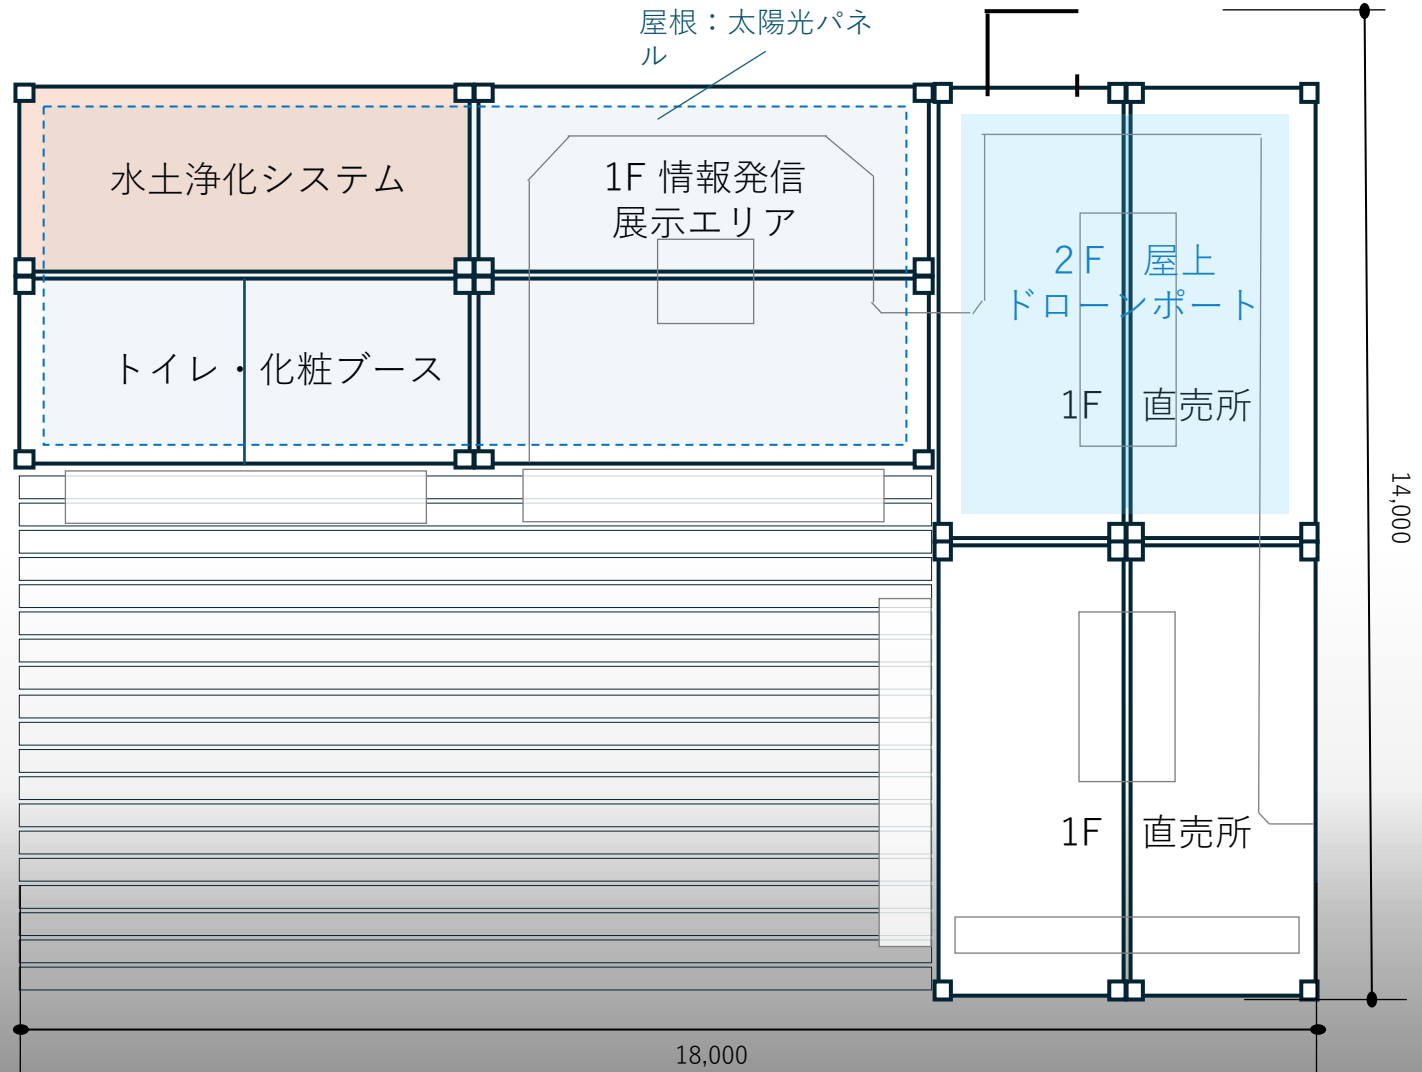 屋根：太陽光パネ
ル
水土浄化システム
1F 情報発信
展示エリア
２Ｆ　屋上
ドローンポート
トイレ・化粧ブース
1F　直売所
14,000
1F　直売所
18,000